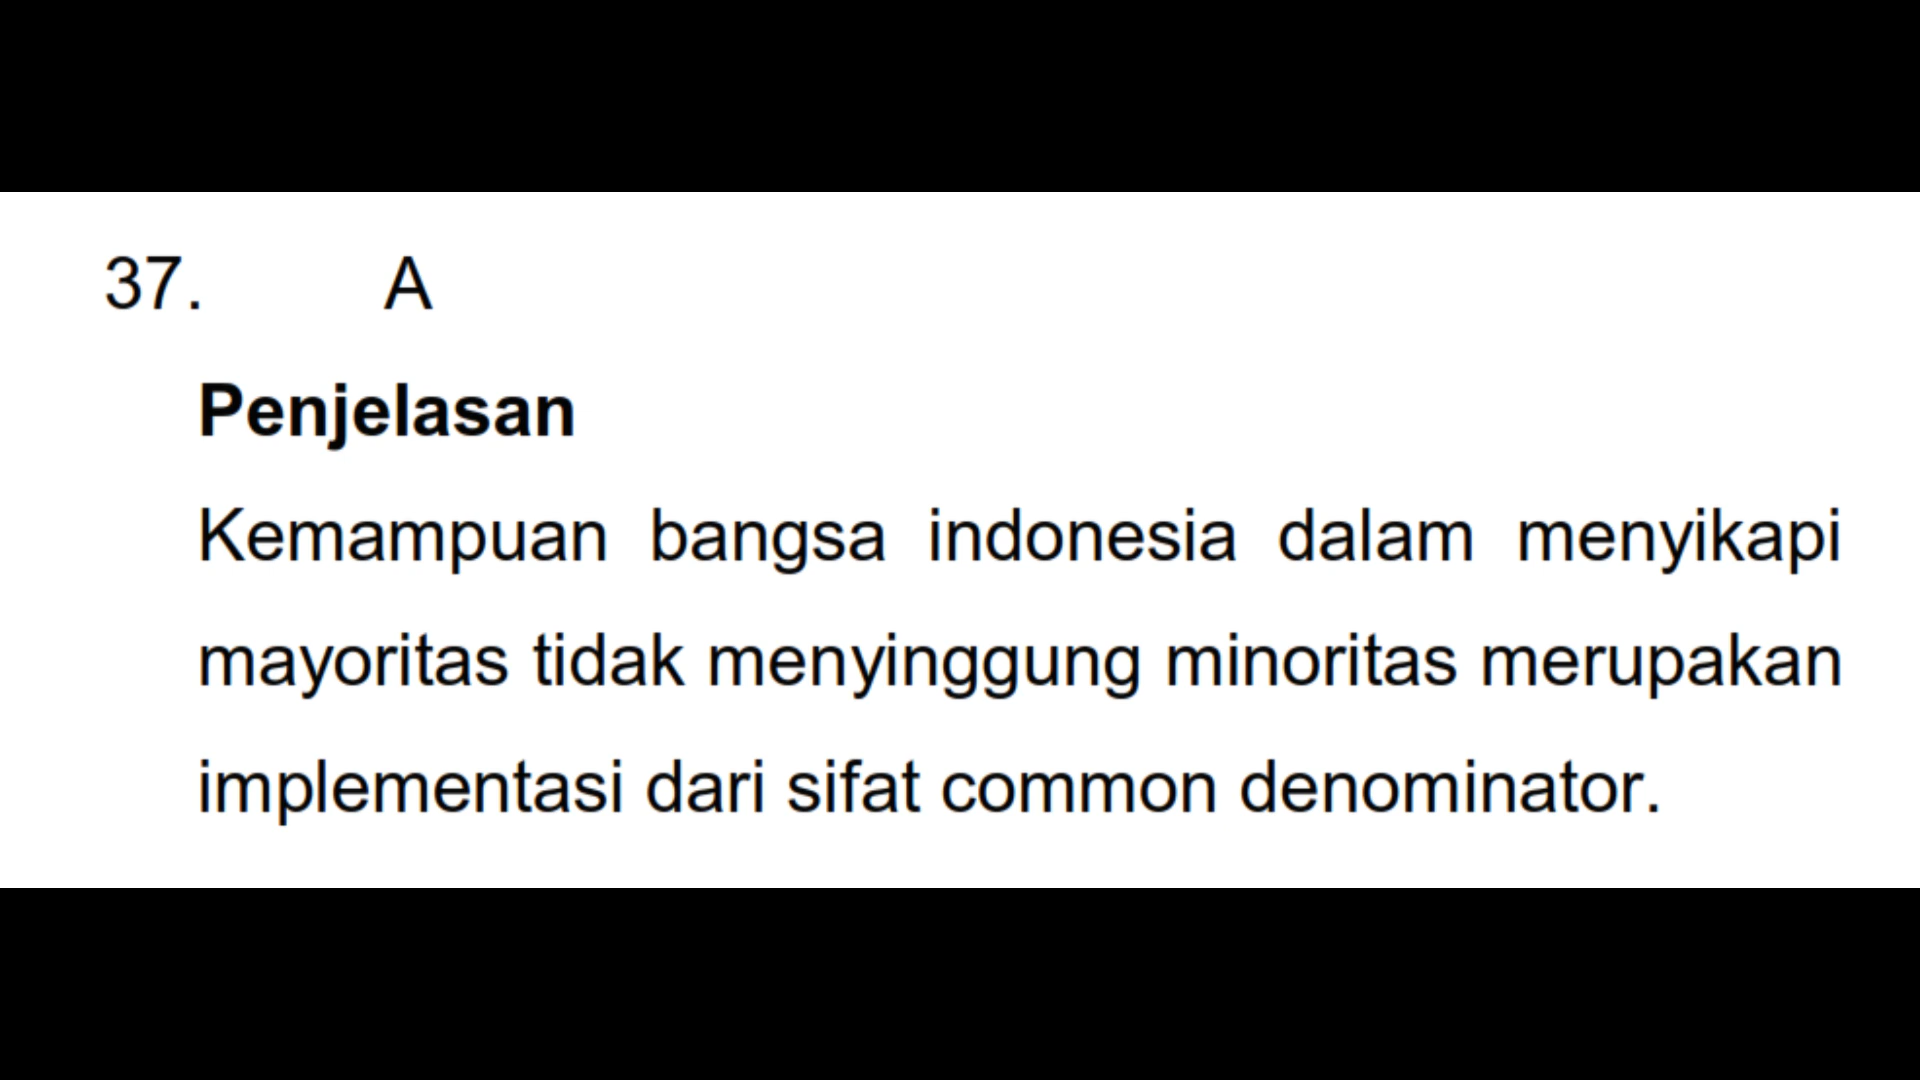 37. A
Penjelasan
Kemampuan bangsa indonesia dalam menyikapi
mayoritas tidak menyinggung minoritas merupakan
implementasi dari sifat common denominator.